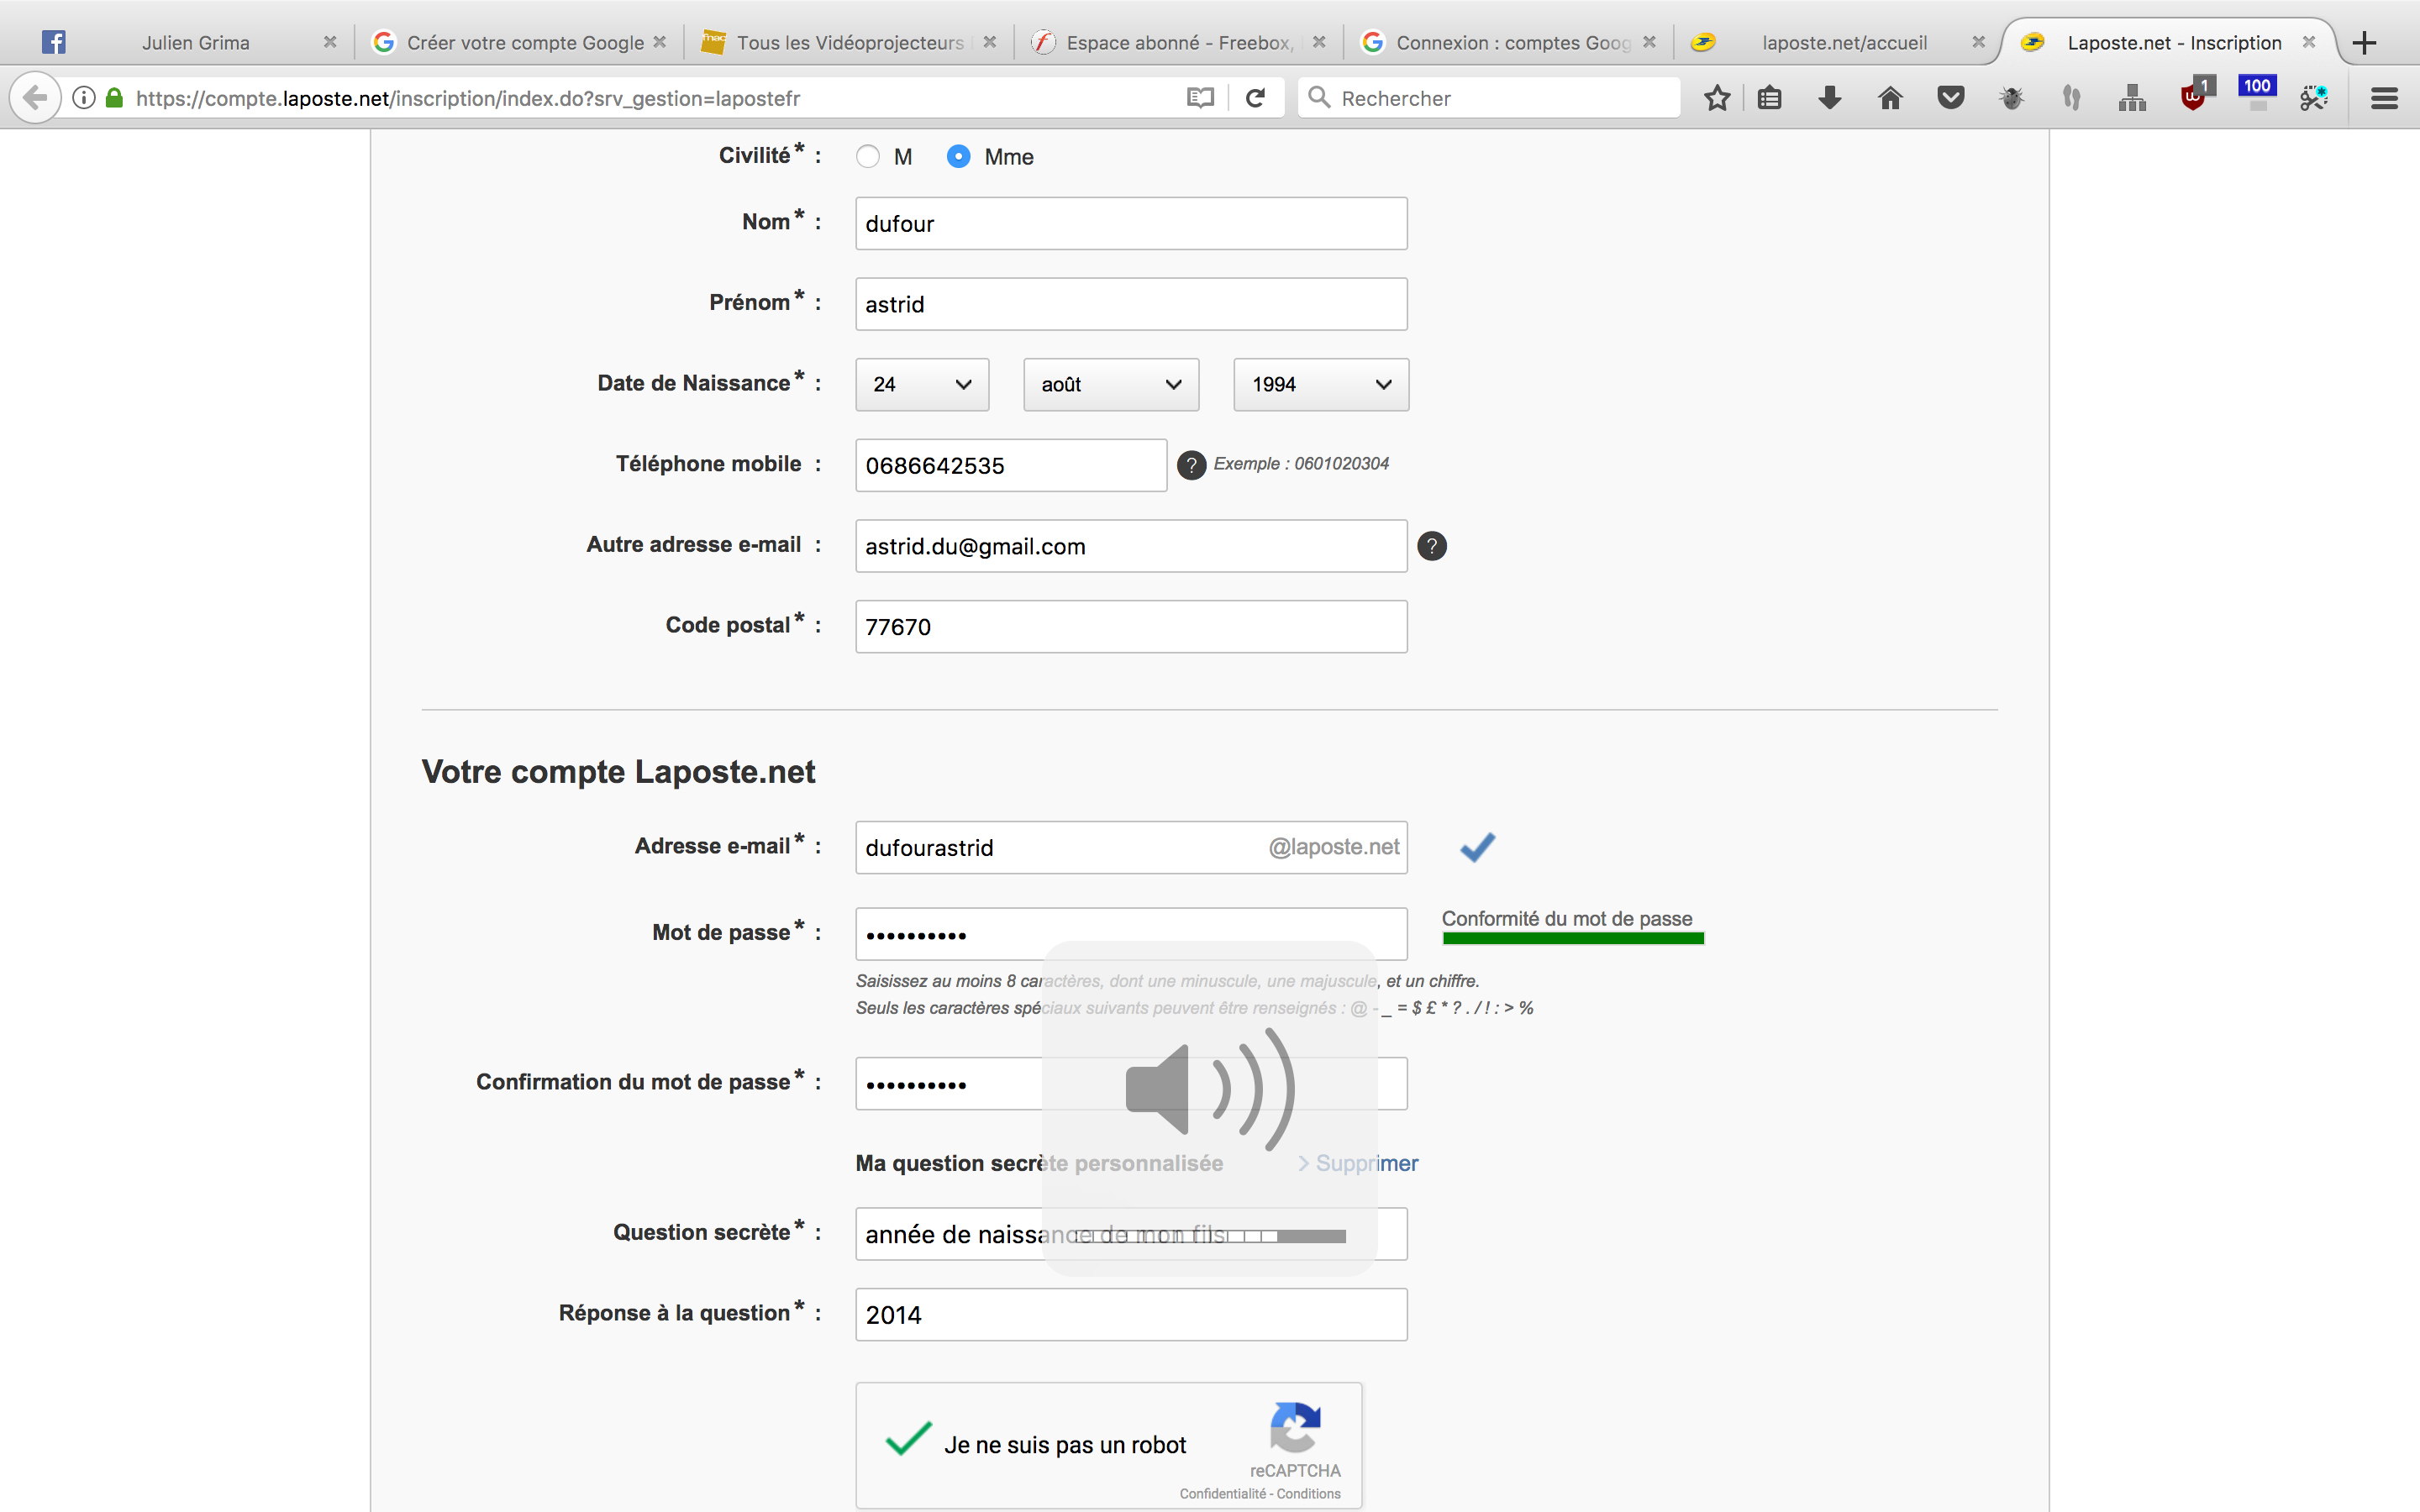 Julien Grima
Créer votre compte Google
fnac Tous les Vidéoprojecteurs
Espace abonné - Freebox,
Connexion : comptes Goog
laposte.net/accueil
Laposte.net - Inscription
https://compte.laposte.net/inscription/index.do?srv_gestion=lapostefr
Rechercher
1
100
Civilité* : M Mme
Nom* : dufour
Prénom* : astrid
Date de Naissance* : 24 août 1994
Téléphone mobile : 0686642535 ? Exemple : 0601020304
Autre adresse e-mail : astrid.du@gmail.com ?
Code postal* : 77670
Votre compte Laposte.net
Adresse e-mail* : dufourastrid @laposte.net
Mot de passe* : •••••••••• Conformité du mot de passe
Saisissez au moins 8 caractères, dont une minuscule, une majuscule, et un chiffre.
Seuls les caractères spéciaux suivants peuvent être renseignés : @ - _ = $ £ * ? . / ! : > %
Confirmation du mot de passe* : ••••••••••
Ma question secrète personnalisée > Supprimer
Question secrète* : année de naissance de mon fils
Réponse à la question* : 2014
Je ne suis pas un robot
reCAPTCHA
Confidentialité - Conditions